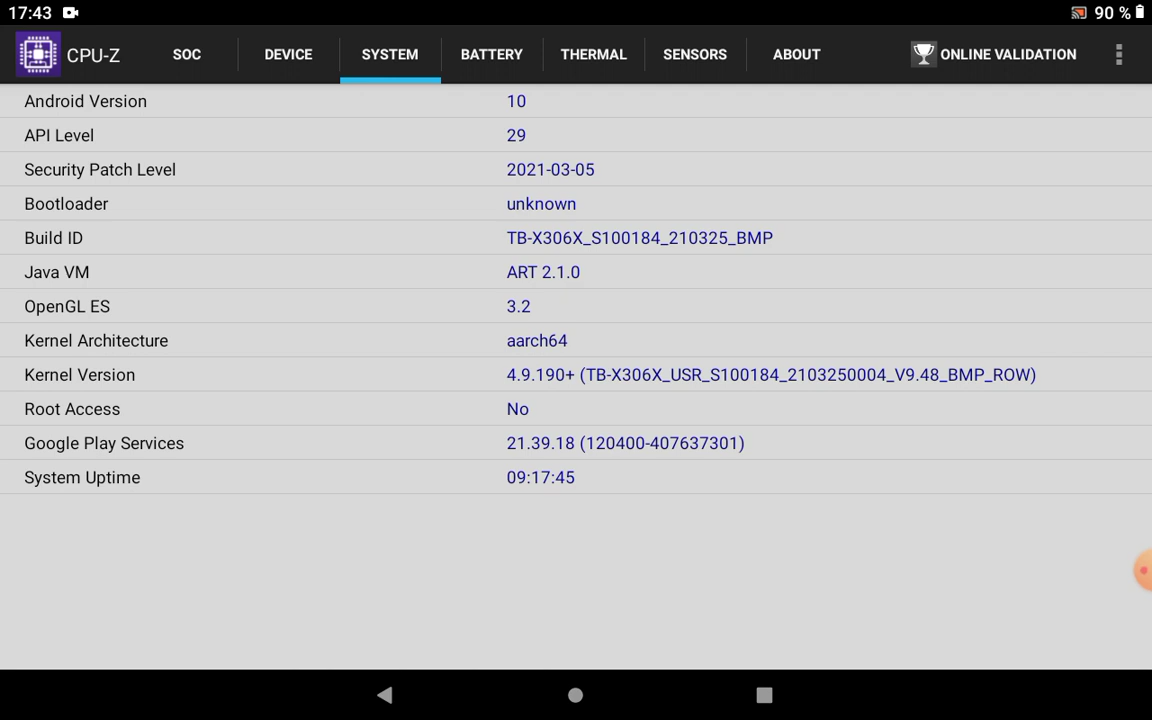 17:43 90 %
CPU-Z SOC DEVICE SYSTEM BATTERY THERMAL SENSORS ABOUT ONLINE VALIDATION
Android Version 10
API Level 29
Security Patch Level 2021-03-05
Bootloader unknown
Build ID TB-X306X_S100184_210325_BMP
Java VM ART 2.1.0
OpenGL ES 3.2
Kernel Architecture aarch64
Kernel Version 4.9.190+ (TB-X306X_USR_S100184_2103250004_V9.48_BMP_ROW)
Root Access No
Google Play Services 21.39.18 (120400-407637301)
System Uptime 09:17:45